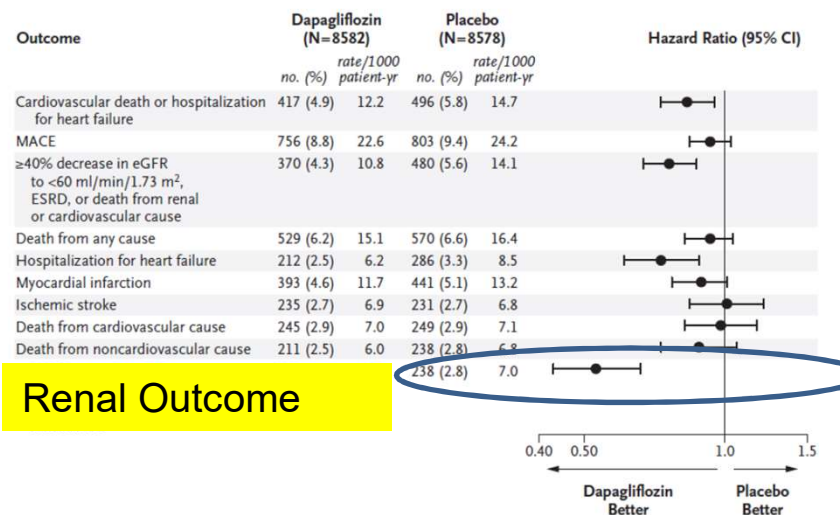 Dapagliflozin Placebo
Outcome (N=8582) (N=8578) Hazard Ratio (95% CI)
rate/1000 rate/1000
no. (%) patient-yr no. (%) patient-yr
Cardiovascular death or hospitalization 417 (4.9) 12.2 496 (5.8) 14.7
for heart failure
MACE 756 (8.8) 22.6 803 (9.4) 24.2
≥40% decrease in eGFR 370 (4.3) 10.8 480 (5.6) 14.1
to <60 ml/min/1.73 m², 
ESRD, or death from renal
or cardiovascular cause
Death from any cause 529 (6.2) 15.1 570 (6.6) 16.4
Hospitalization for heart failure 212 (2.5) 6.2 286 (3.3) 8.5
Myocardial infarction 393 (4.6) 11.7 441 (5.1) 13.2
Ischemic stroke 235 (2.7) 6.9 231 (2.7) 6.8
Death from cardiovascular cause 245 (2.9) 7.0 249 (2.9) 7.1
Death from noncardiovascular cause 211 (2.5) 6.0 238 (2.8) 6.8
238 (2.8) 7.0
Renal Outcome
0.40 0.50 1.0 1.5
Dapagliflozin Placebo
Better Better